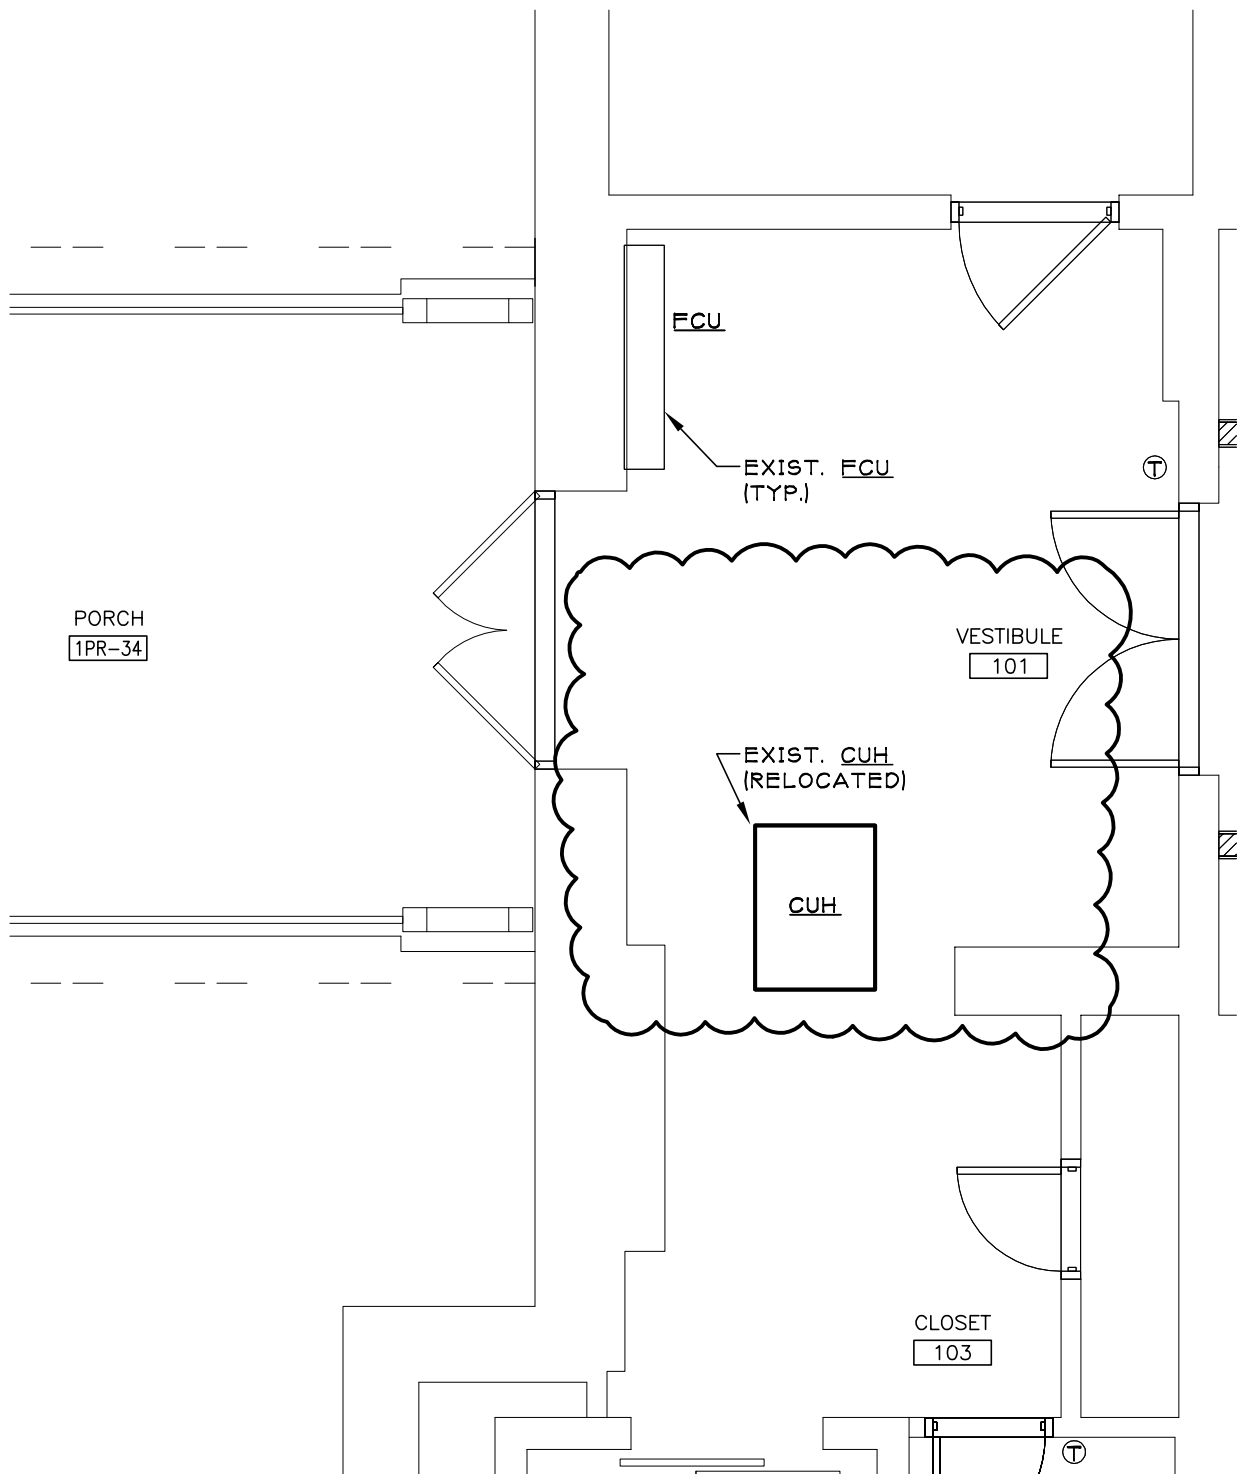 FCU
EXIST. FCU
(TYP.)
T
PORCH
1PR-34
VESTIBULE
101
EXIST. CUH
(RELOCATED)
CUH
CLOSET
103
T